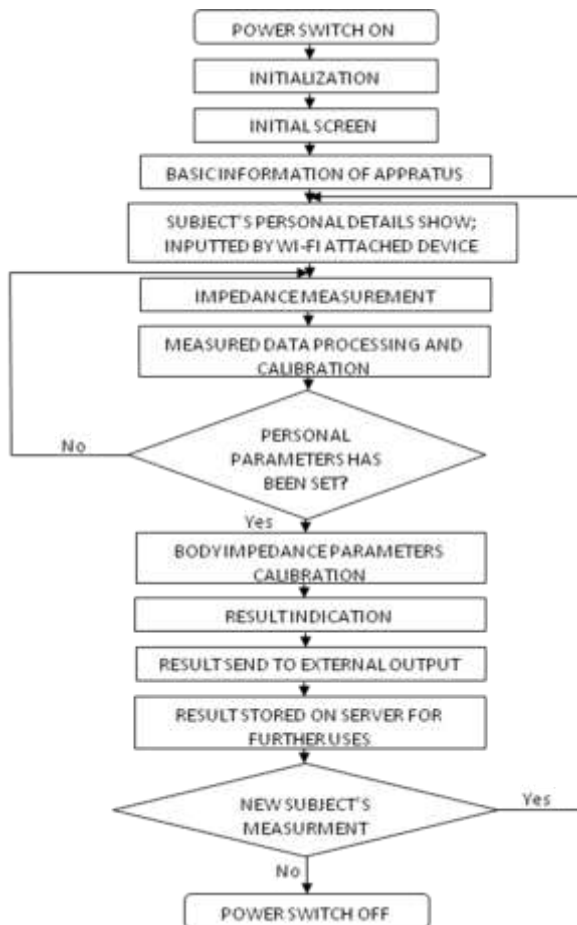 POWER SWITCH ON
INITIALIZATION
INITIAL SCREEN
BASIC INFORMATION OF APPRATUS
SUBJECT'S PERSONAL DETAILS SHOW;
INPUTTED BY WI-FI ATTACHED DEVICE
IMPEDANCE MEASUREMENT
MEASURED DATA PROCESSING AND
CALIBRATION
No
PERSONAL
PARAMETERS HAS
BEEN SET?
Yes
BODY IMPEDANCE PARAMETERS
CALIBRATION
RESULT INDICATION
RESULT SEND TO EXTERNAL OUTPUT
RESULT STORED ON SERVER FOR
FURTHER USES
NEW SUBJECT'S
MEASURMENT
Yes
No
POWER SWITCH OFF